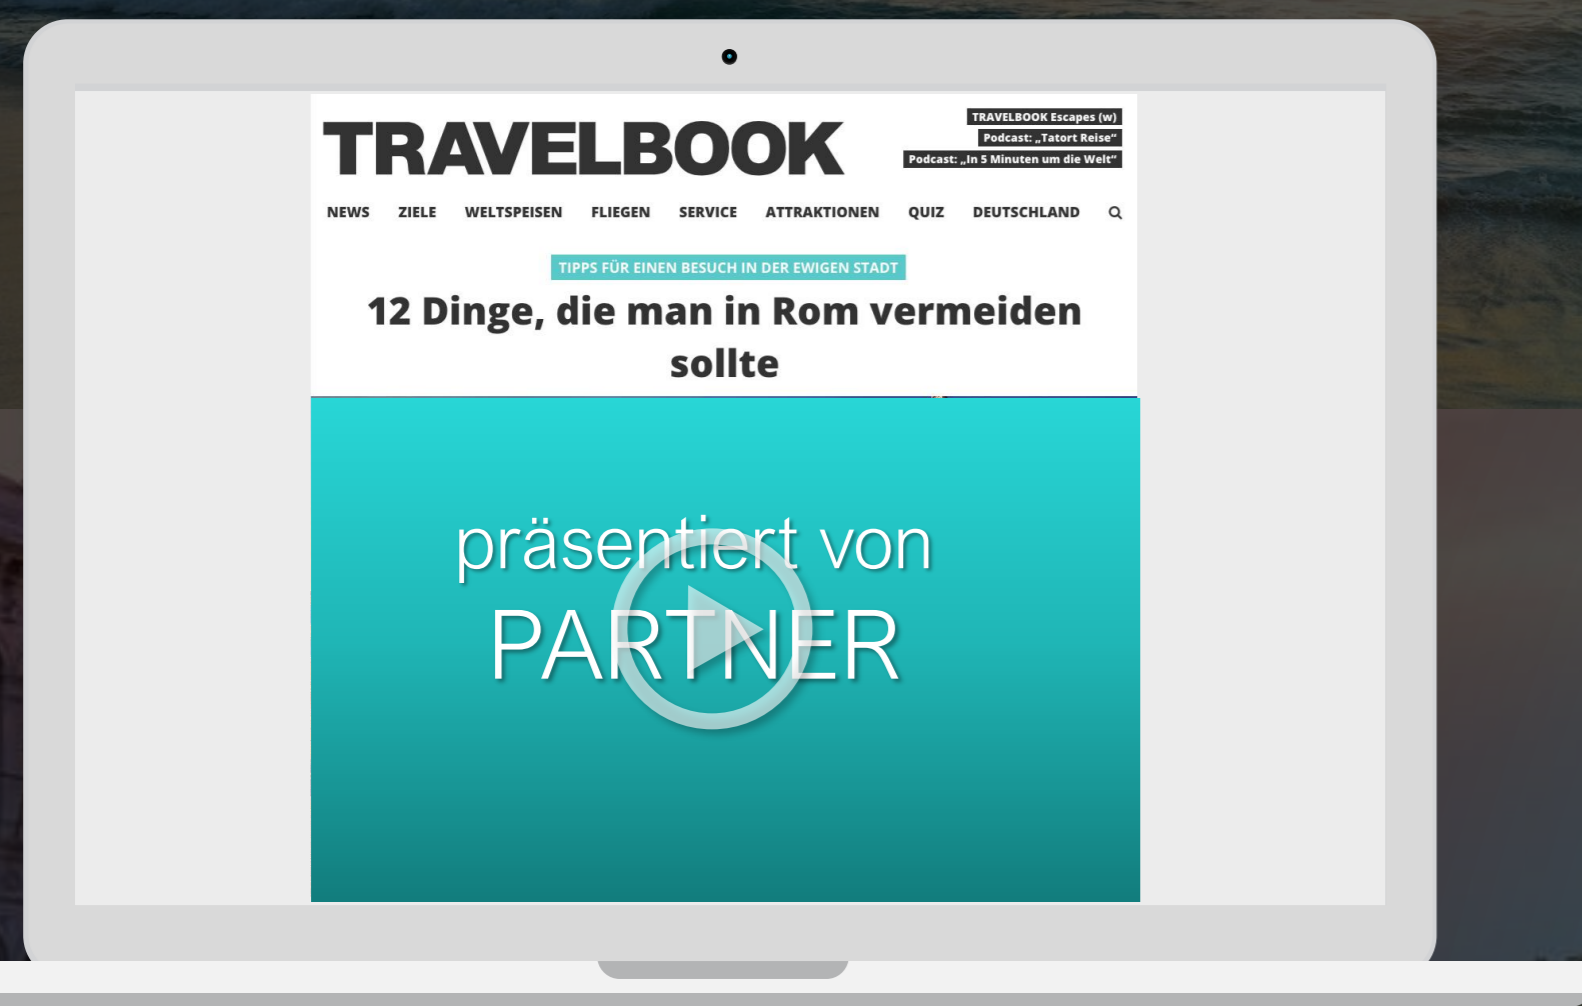 TRAVELBOOK
TRAVELBOOK Escapes (w)
Podcast: „Tatort Reise“
Podcast: „In 5 Minuten um die Welt“
NEWS ZIELE WELTSPEISEN FLIEGEN SERVICE ATTRAKTIONEN QUIZ DEUTSCHLAND
TIPPS FÜR EINEN BESUCH IN DER EWIGEN STADT
12 Dinge, die man in Rom vermeiden
sollte
präsentiert von
PARTNER